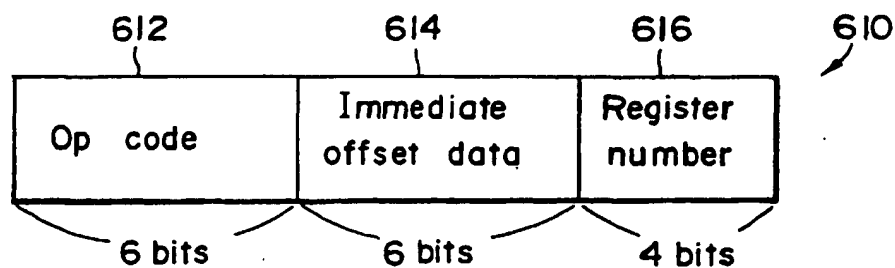 612 614 616 610
Op code
Immediate
offset data
Register
number
6 bits 6 bits 4 bits